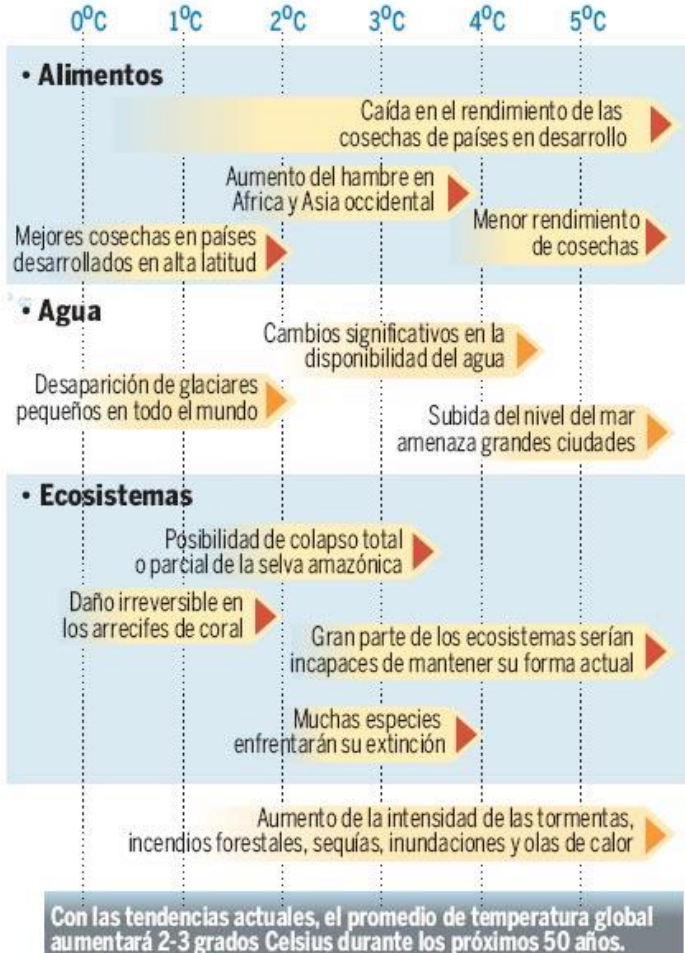 0ºC 1ºC 2ºC 3ºC 4ºC 5ºC
• Alimentos
Caída en el rendimiento de las
cosechas de países en desarrollo
Aumento del hambre en
Africa y Asia occidental
Menor rendimiento
de cosechas
Mejores cosechas en países
desarrollados en alta latitud
• Agua
Cambios significativos en la
disponibilidad del agua
Desaparición de glaciares
pequeños en todo el mundo
Subida del nivel del mar
amenaza grandes ciudades
• Ecosistemas
Posibilidad de colapso total
o parcial de la selva amazónica
Daño irreversible en
los arrecifes de coral
Gran parte de los ecosistemas serían
incapaces de mantener su forma actual
Muchas especies
enfrentarán su extinción
Aumento de la intensidad de las tormentas,
incendios forestales, sequías, inundaciones y olas de calor
Con las tendencias actuales, el promedio de temperatura global
aumentará 2-3 grados Celsius durante los próximos 50 años.